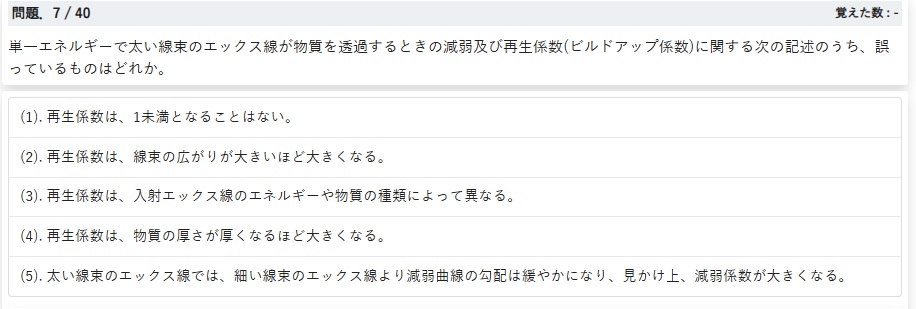 問題．7 / 40
覚えた数 : -
単一エネルギーで太い線束のエックス線が物質を透過するときの減弱及び再生係数(ビルドアップ係数)に関する次の記述のうち、誤
っているものはどれか。
(1). 再生係数は、1未満となることはない。
(2). 再生係数は、線束の広がりが大きいほど大きくなる。
(3). 再生係数は、入射エックス線のエネルギーや物質の種類によって異なる。
(4). 再生係数は、物質の厚さが厚くなるほど大きくなる。
(5). 太い線束のエックス線では、細い線束のエックス線より減弱曲線の勾配は緩やかになり、見かけ上、減弱係数が大きくなる。